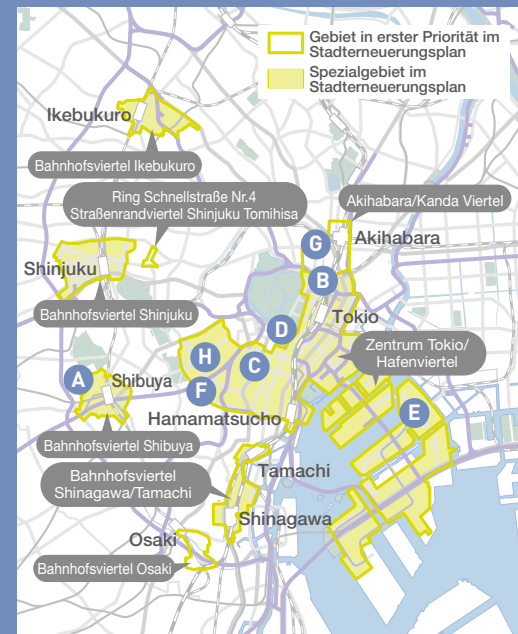 Gebiet in erster Priorität im
Stadterneuerungsplan
Spezialgebiet im
Stadterneuerungsplan
Ikebukuro
Bahnhofsviertel Ikebukuro
Ring Schnellstraße Nr.4
Straßenrandviertel Shinjuku Tomihisa
Akihabara/Kanda Viertel
G
Akihabara
Shinjuku
B
Bahnhofsviertel Shinjuku
Tokio
D
Zentrum Tokio/
Hafenviertel
H
C
A
Shibuya
F
E
Hamamatsucho
Bahnhofsviertel Shibuya
Bahnhofsviertel
Shinagawa/Tamachi
Tamachi
Shinagawa
Osaki
Bahnhofsviertel Osaki